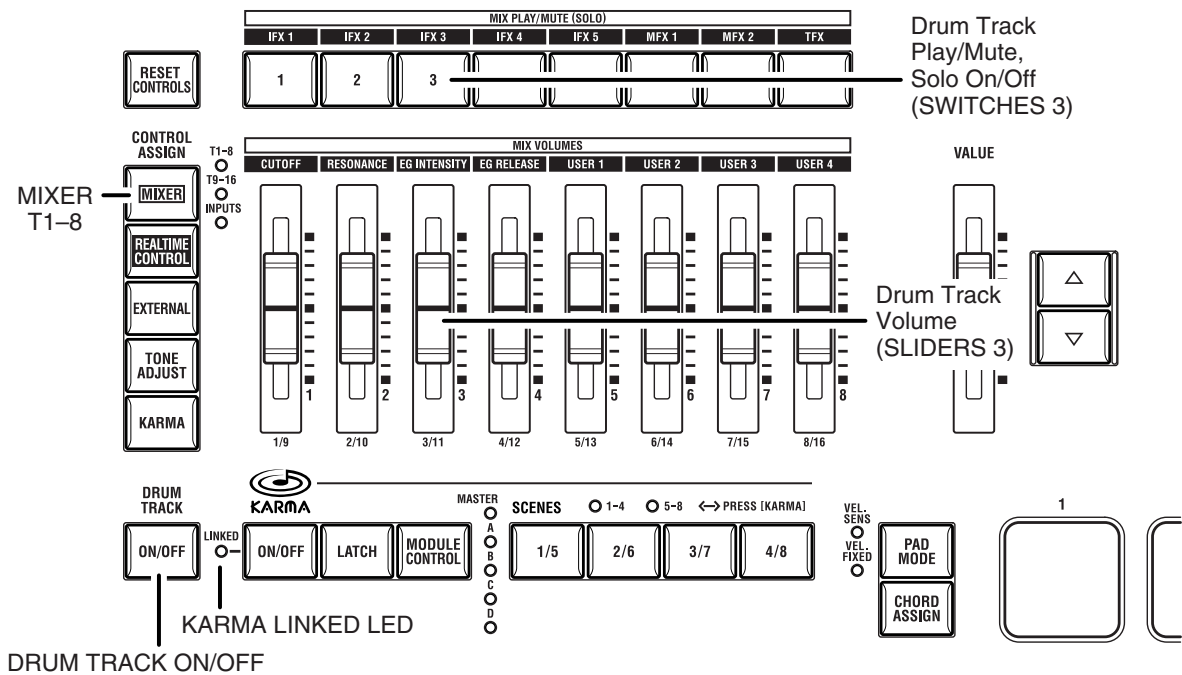 MIX PLAY/MUTE (SOLO)
IFX 1 IFX 2 IFX 3 IFX 4 IFX 5 MFX 1 MFX 2 TFX
RESET
CONTROLS
1 2 3
Drum Track
Play/Mute,
Solo On/Off
(SWITCHES 3)
CONTROL
ASSIGN
T1-8
T9-16
INPUTS
MIXER
T1–8
MIXER
REALTIME
CONTROL
EXTERNAL
TONE
ADJUST
KARMA
MIX VOLUMES
CUTOFF RESONANCE EG INTENSITY EG RELEASE USER 1 USER 2 USER 3 USER 4
1 2 3 4 5 6 7 8
1/9 2/10 3/11 4/12 5/13 6/14 7/15 8/16
VALUE
Drum Track
Volume
(SLIDERS 3)
DRUM
TRACK
ON/OFF
LINKED
KARMA
ON/OFF LATCH MODULE
CONTROL
MASTER
A
B
C
D
SCENES 1-4 5-8 <-> PRESS [KARMA]
1/5 2/6 3/7 4/8
VEL.
SENS
VEL.
FIXED
PAD
MODE
CHORD
ASSIGN
1
KARMA LINKED LED
DRUM TRACK ON/OFF